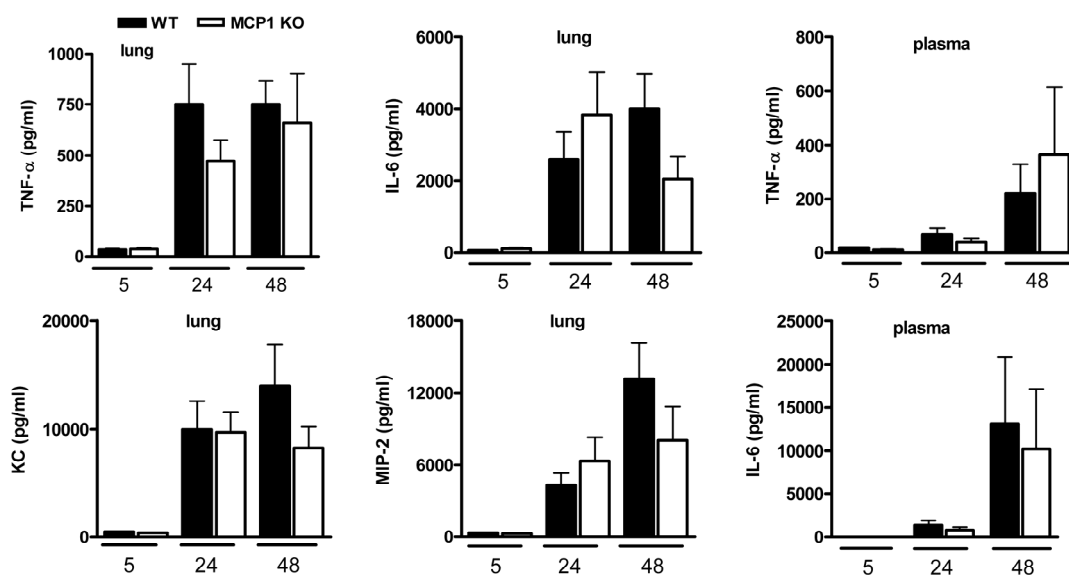 WT MCP1 KO
lung
TNF-α (pg/ml)
1000
750
500
250
0
5 24 48
lung
IL-6 (pg/ml)
6000
4000
2000
0
5 24 48
plasma
TNF-α (pg/ml)
800
600
400
200
0
5 24 48
lung
KC (pg/ml)
20000
10000
0
5 24 48
lung
MIP-2 (pg/ml)
18000
12000
6000
0
5 24 48
plasma
IL-6 (pg/ml)
25000
20000
15000
10000
5000
0
5 24 48